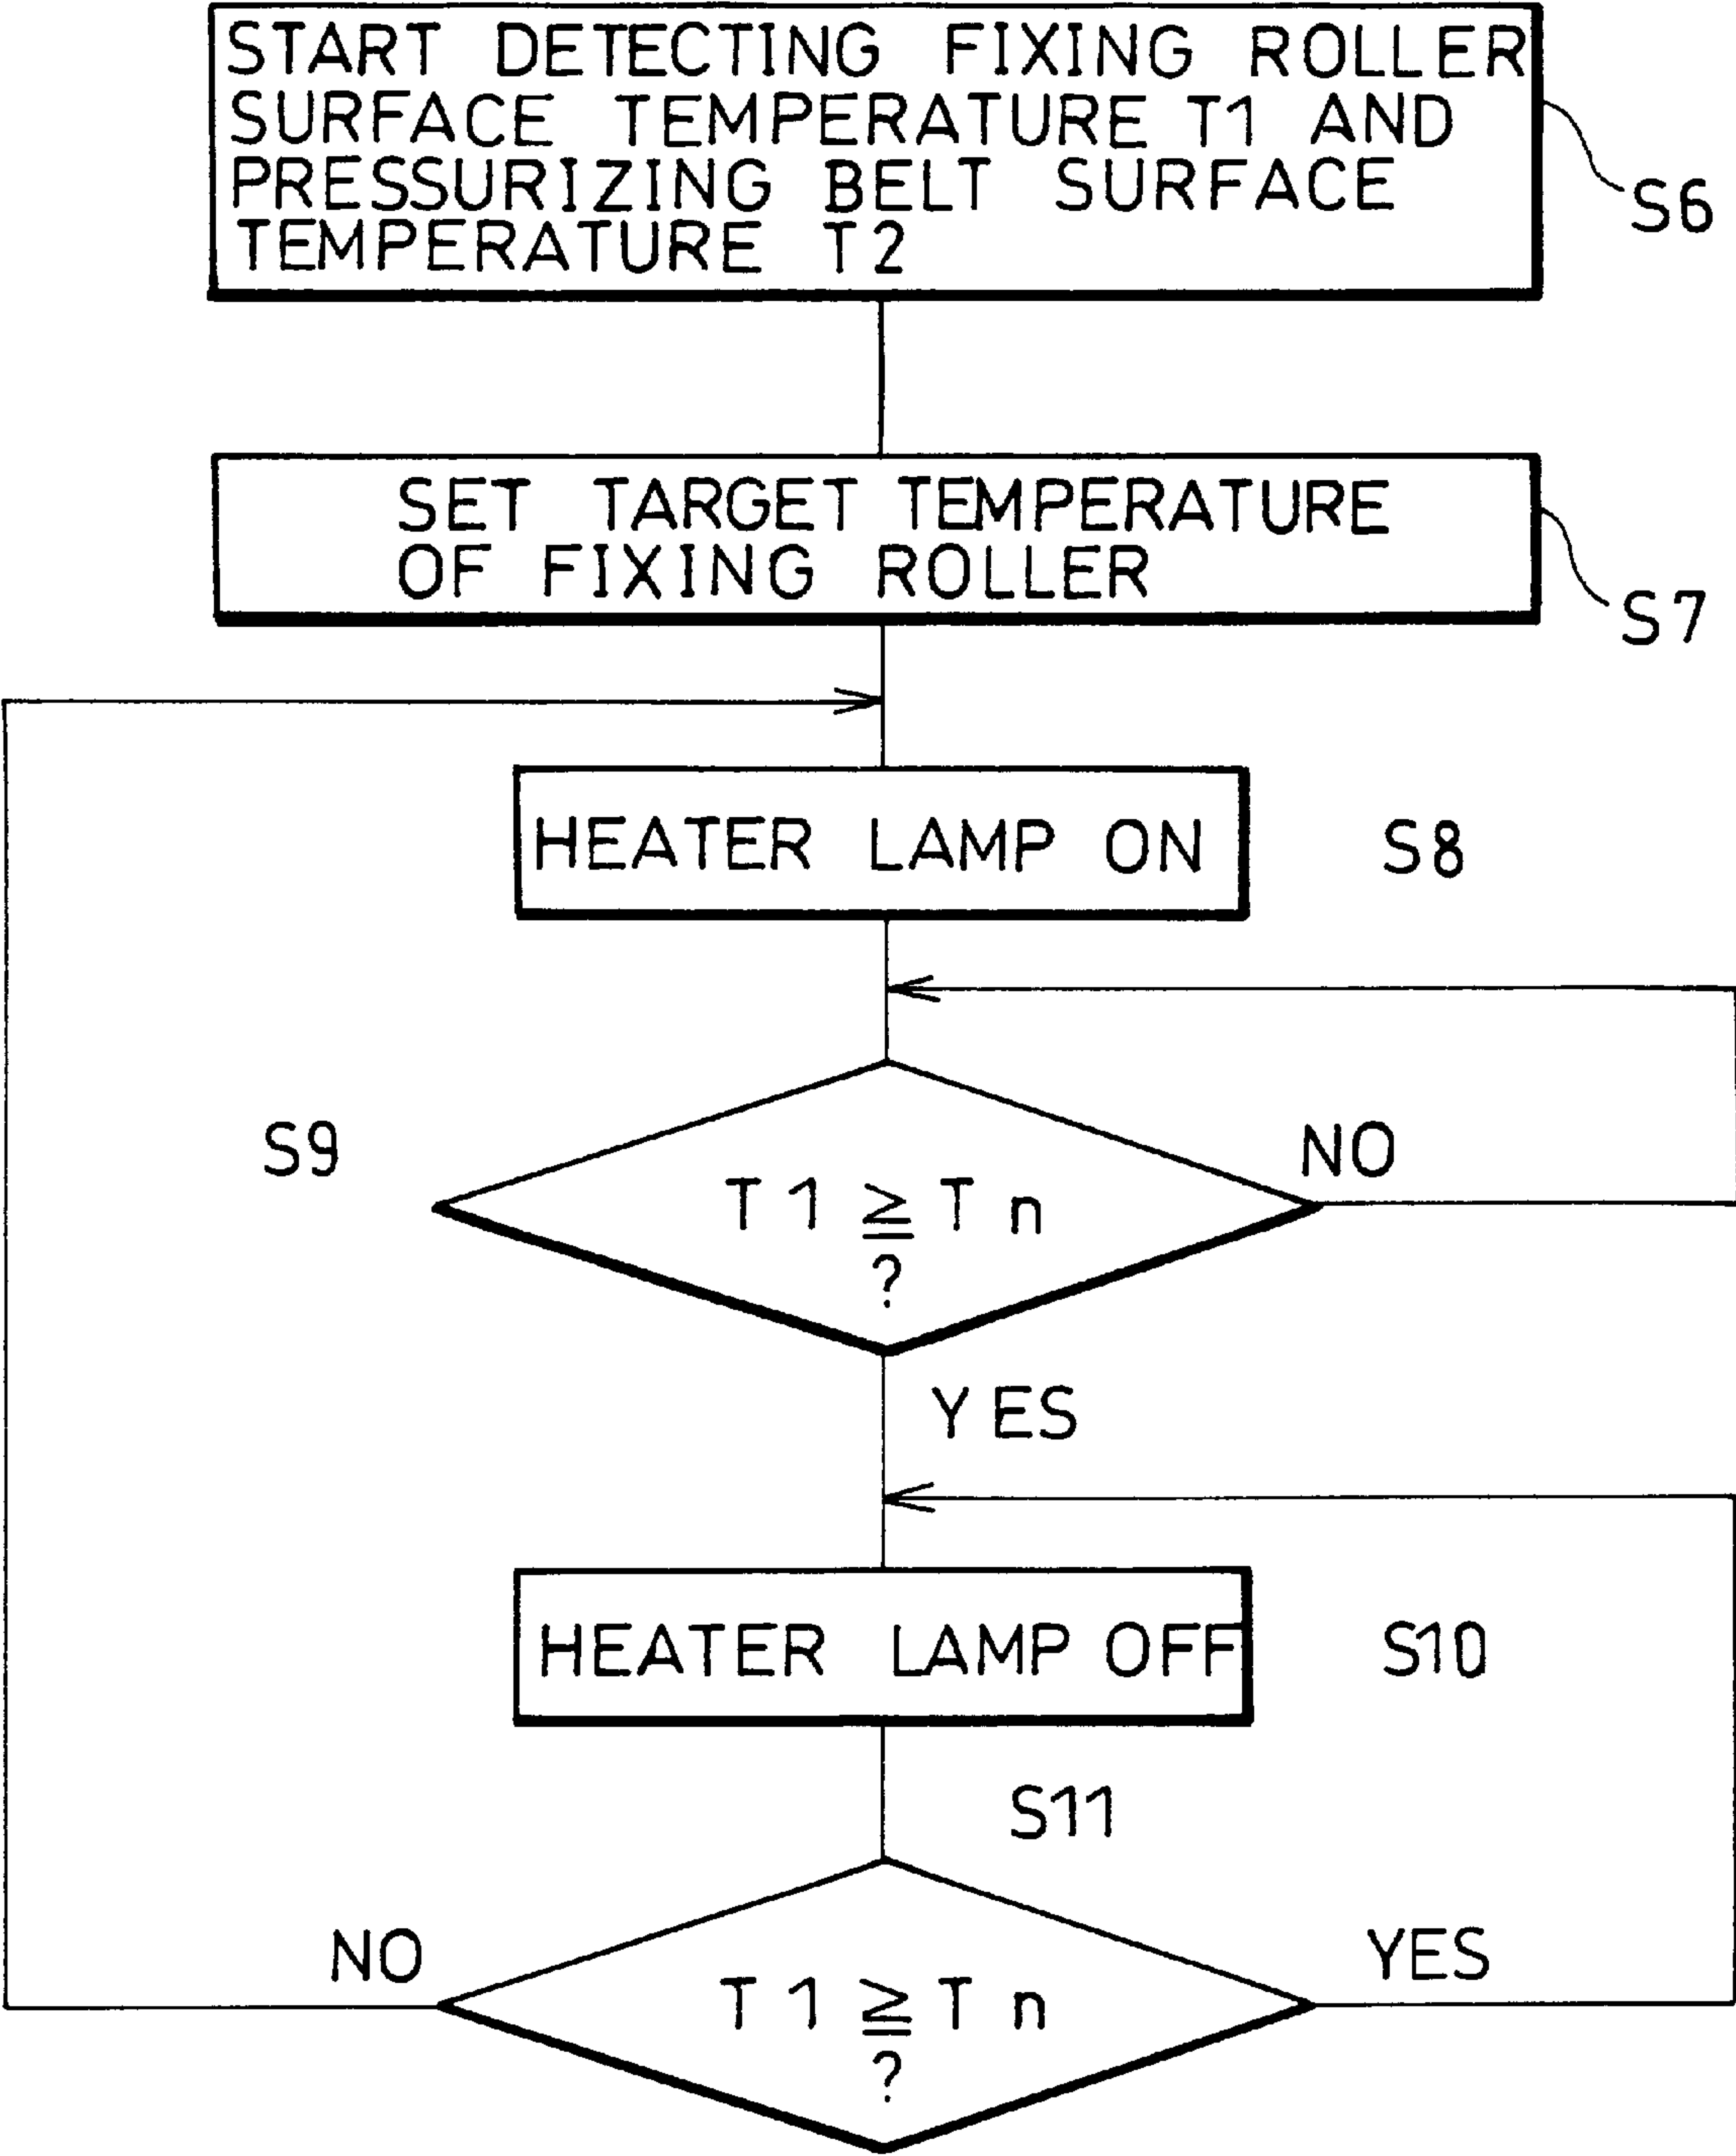 START DETECTING FIXING ROLLER
SURFACE TEMPERATURE T1 AND
PRESSURIZING BELT SURFACE
TEMPERATURE T2
S6
SET TARGET TEMPERATURE
OF FIXING ROLLER
S7
HEATER LAMP ON
S8
S9
NO
T1 ≧ Tn
?
YES
HEATER LAMP OFF
S10
S11
NO
YES
T1 ≧ Tn
?